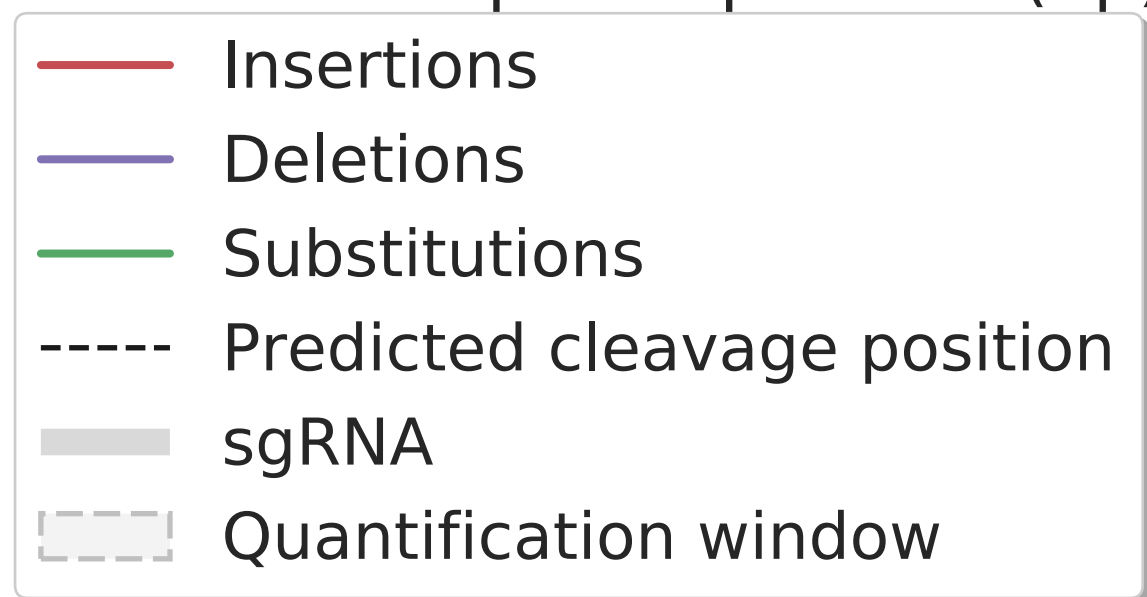 Insertions
Deletions
Substitutions
Predicted cleavage position
sgRNA
Quantification window